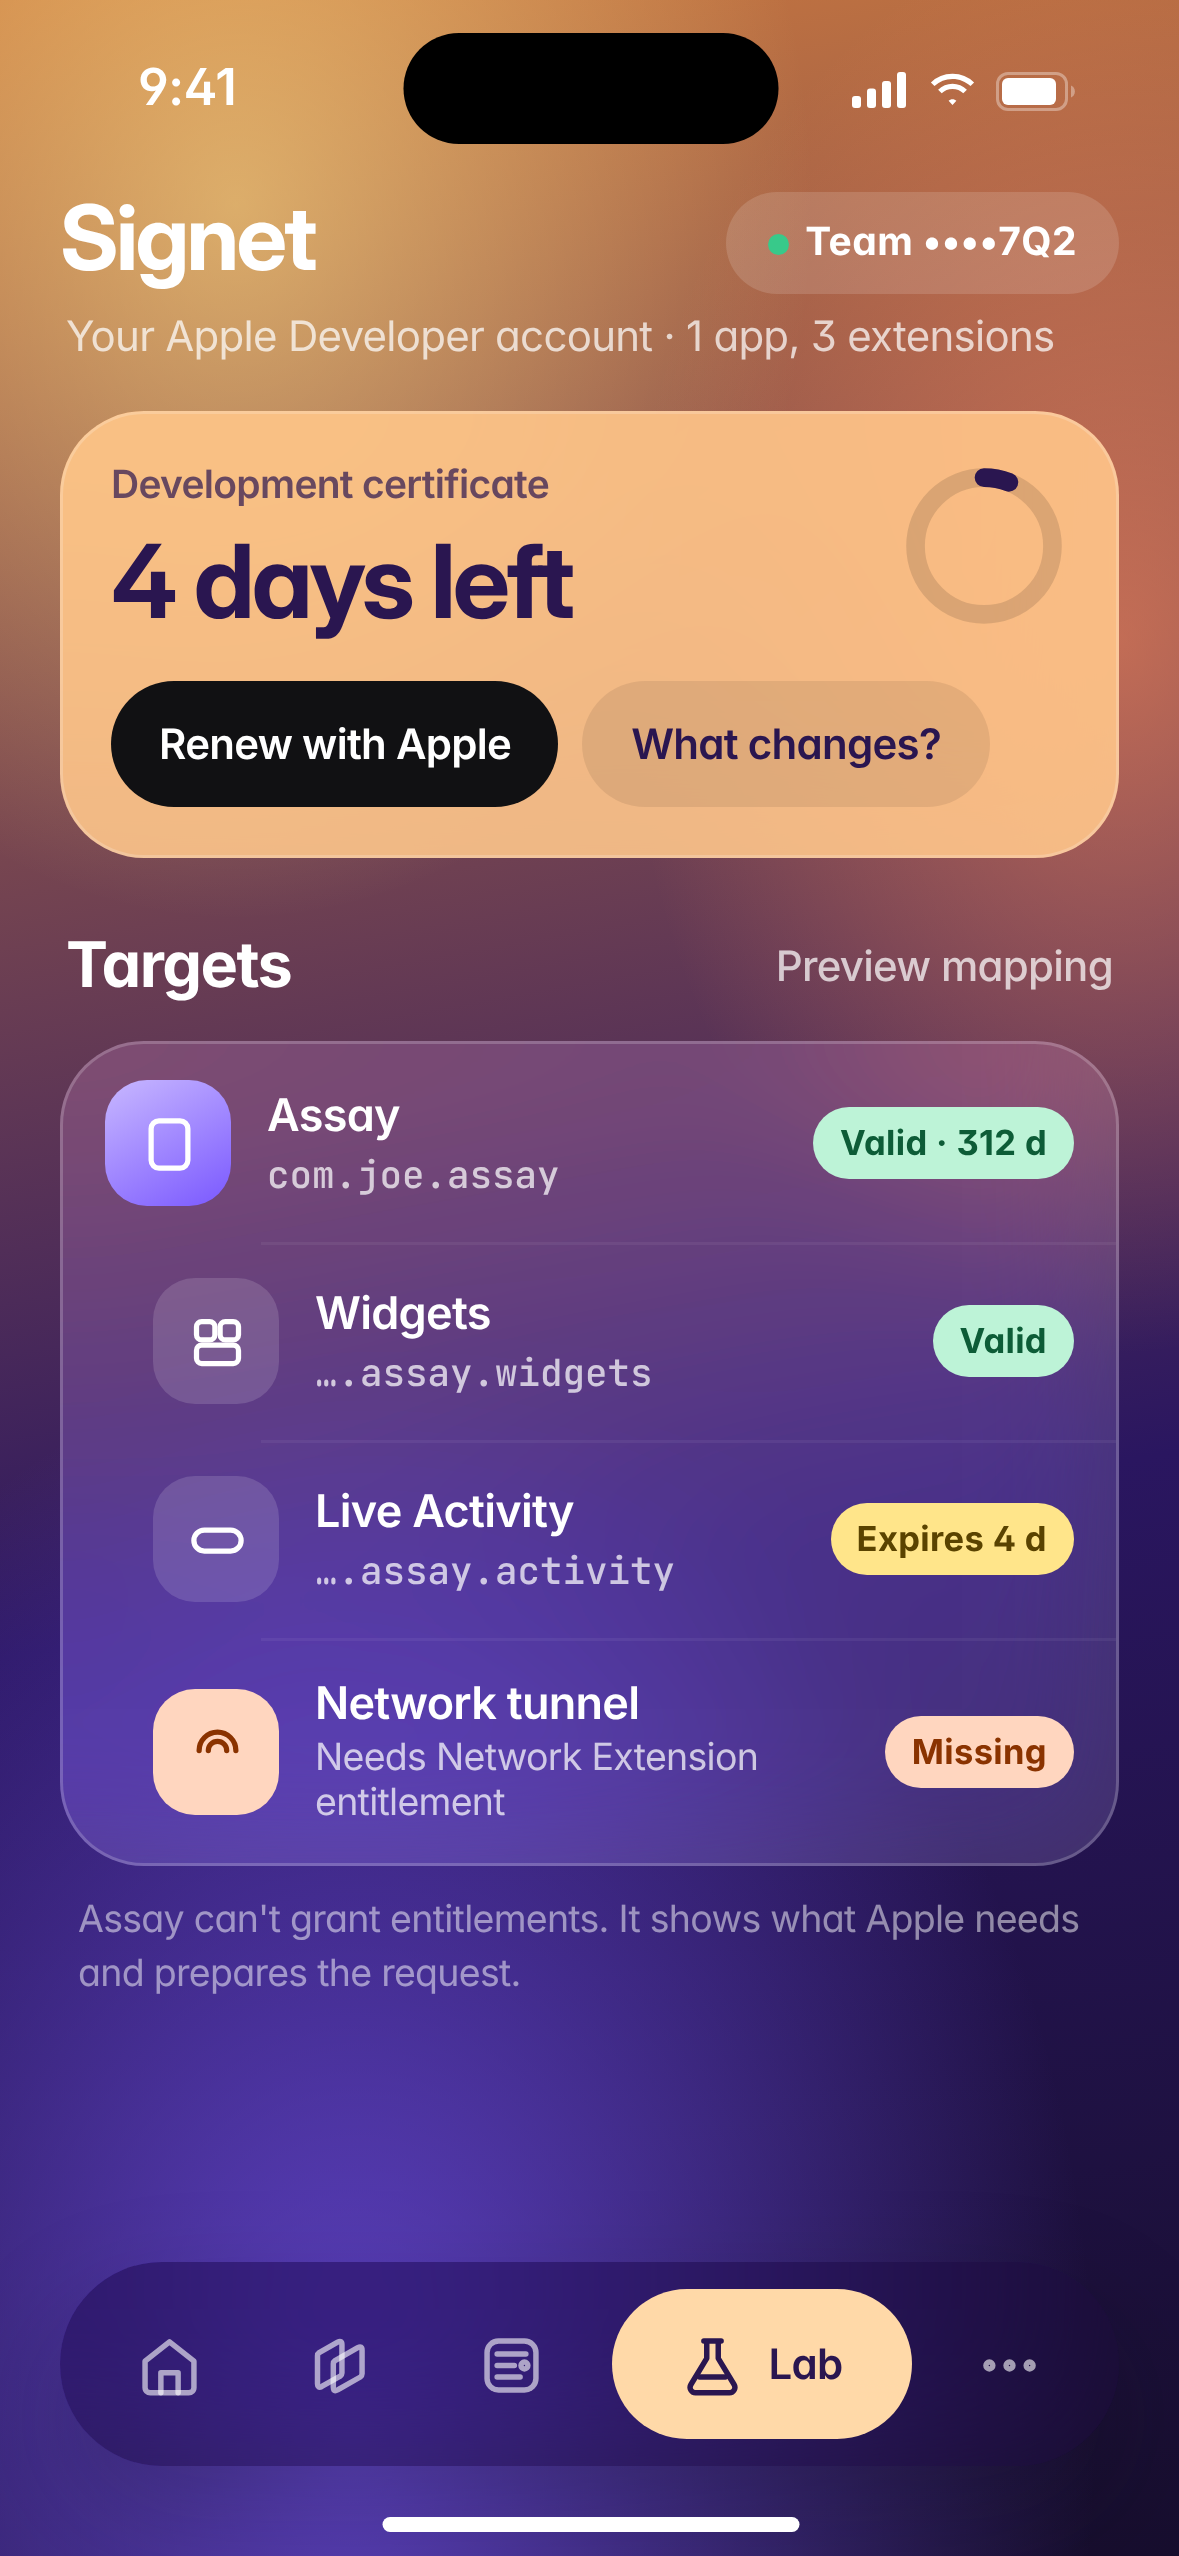 9:41
Signet
Team ••••7Q2
Your Apple Developer account · 1 app, 3 extensions
Development certificate
4 days left
Renew with Apple
What changes?
Targets
Preview mapping
Assay
com.joe.assay
Valid · 312 d
Widgets
….assay.widgets
Valid
Live Activity
….assay.activity
Expires 4 d
Network tunnel
Needs Network Extension
entitlement
Missing
Assay can't grant entitlements. It shows what Apple needs
and prepares the request.
Lab